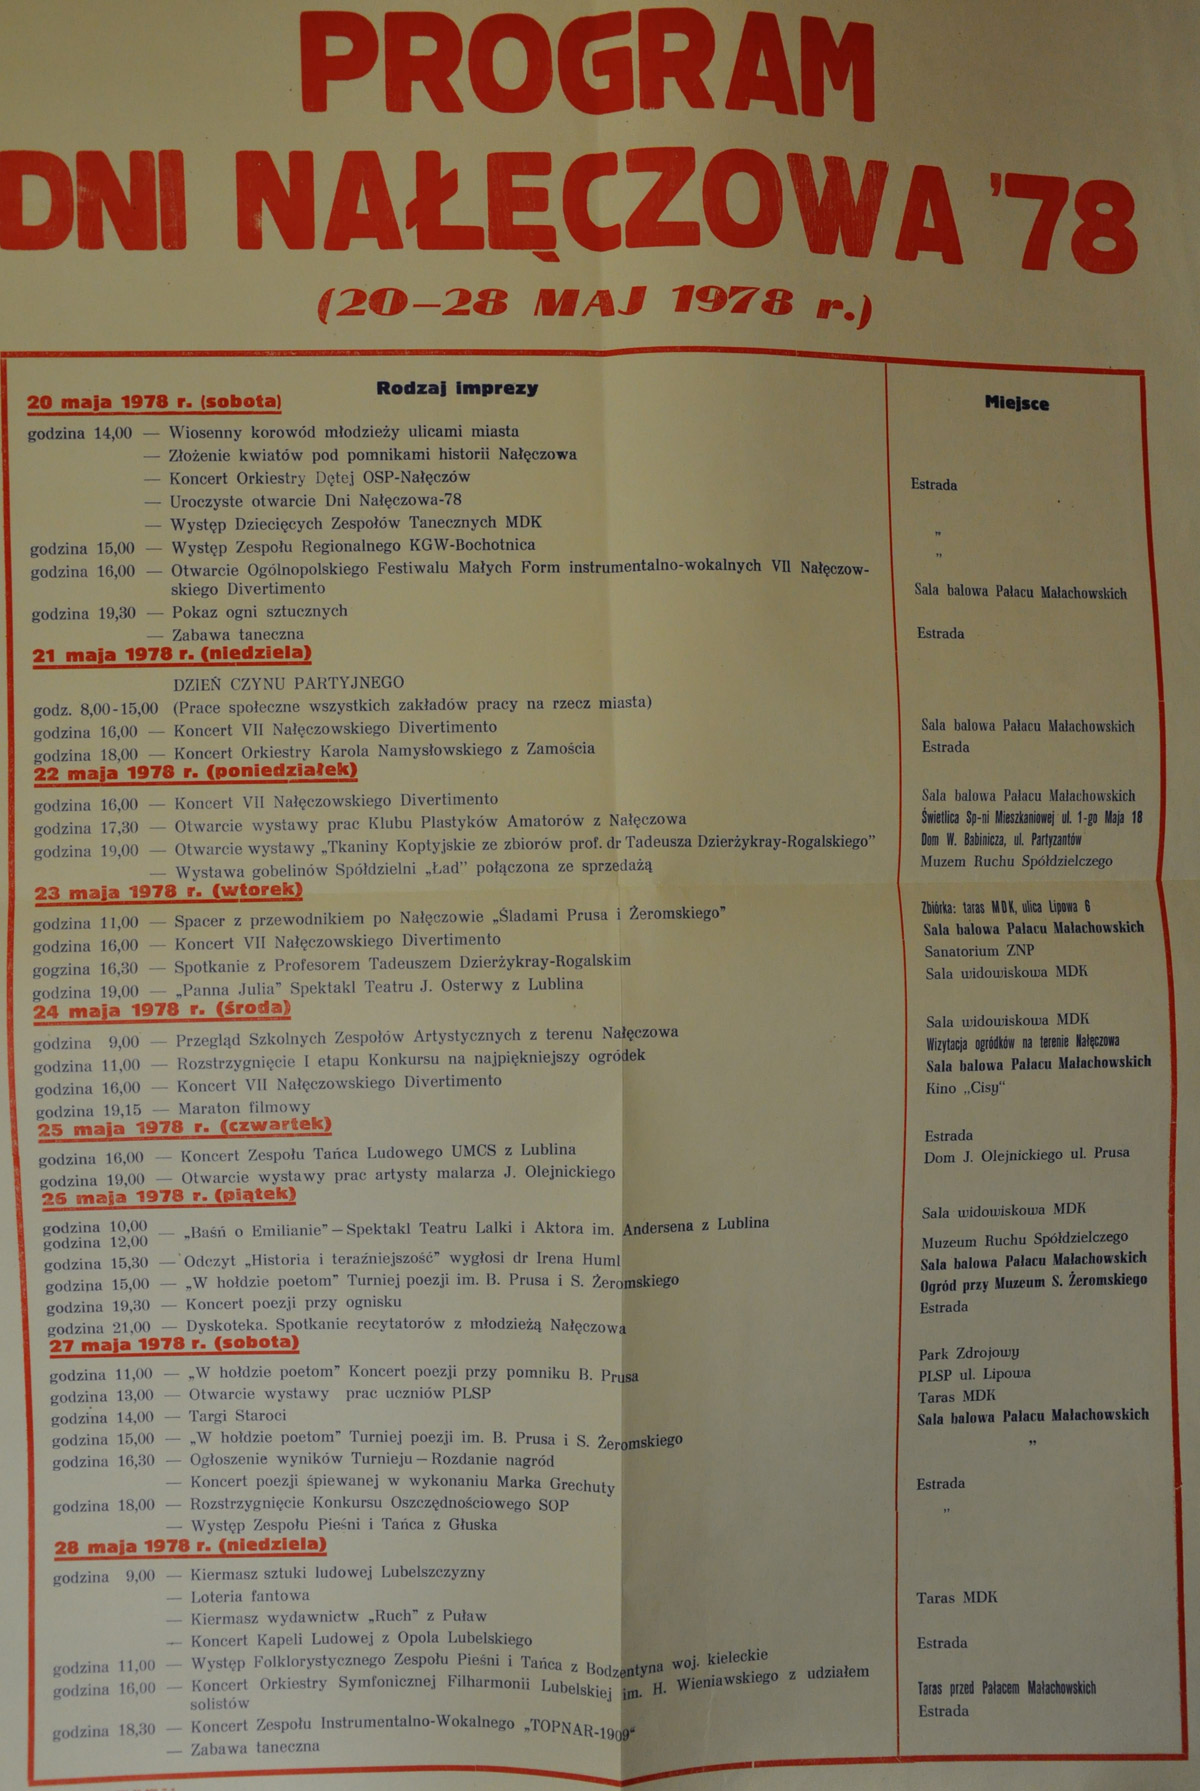 PROGRAM
DNI NAŁĘCZOWA '78
(20—28 MAJ 1978 r.)
Rodzaj imprezy
Miejsce
20 maja 1978 r. (sobota)
godzina 14,00 — Wiosenny korowód młodzieży ulicami miasta
— Złożenie kwiatów pod pomnikami historii Nałęczowa
— Koncert Orkiestry Dętej OSP-Nałęczów Estrada
— Uroczyste otwarcie Dni Nałęczowa-78
— Występ Dziecięcych Zespołów Tanecznych MDK „
godzina 15,00 — Występ Zespołu Regionalnego KGW-Bochotnica „
godzina 16,00 — Otwarcie Ogólnopolskiego Festiwalu Małych Form instrumentalno-wokalnych VII Nałęczow-
skiego Divertimento Sala balowa Pałacu Małachowskich
godzina 19,30 — Pokaz ogni sztucznych
— Zabawa taneczna Estrada
21 maja 1978 r. (niedziela)
DZIEŃ CZYNU PARTYJNEGO
godz. 8,00-15,00 (Prace społeczne wszystkich zakładów pracy na rzecz miasta)
godzina 16,00 — Koncert VII Nałęczowskiego Divertimento Sala balowa Pałacu Małachowskich
godzina 18,00 — Koncert Orkiestry Karola Namysłowskiego z Zamościa Estrada
22 maja 1978 r. (poniedziałek)
godzina 16,00 — Koncert VII Nałęczowskiego Divertimento Sala balowa Pałacu Małachowskich
godzina 17,30 — Otwarcie wystawy prac Klubu Plastyków Amatorów z Nałęczowa Świetlica Sp-ni Mieszkaniowej ul. 1-go Maja 18
godzina 19,00 — Otwarcie wystawy „Tkaniny Koptyjskie ze zbiorów prof. dr Tadeusza Dzierżykray-Rogalskiego” Dom W. Babinicza, ul. Partyzantów
— Wystawa gobelinów Spółdzielni „Ład” połączona ze sprzedażą Muzem Ruchu Spółdzielczego
23 maja 1978 r. (wtorek)
godzina 11,00 — Spacer z przewodnikiem po Nałęczowie „Śladami Prusa i Żeromskiego” Zbiórka: taras MDK, ulica Lipowa 6
godzina 16,00 — Koncert VII Nałęczowskiego Divertimento Sala balowa Pałacu Małachowskich
gogzina 16,30 — Spotkanie z Profesorem Tadeuszem Dzierżykray-Rogalskim Sanatorium ZNP
godzina 19,00 — „Panna Julia” Spektakl Teatru J. Osterwy z Lublina Sala widowiskowa MDK
24 maja 1978 r. (środa)
godzina 9,00 — Przegląd Szkolnych Zespołów Artystycznych z terenu Nałęczowa Sala widowiskowa MDK
godzina 11,00 — Rozstrzygnięcie I etapu Konkursu na najpiękniejszy ogródek Wizytacja ogródków na terenie Nałęczowa
godzina 16,00 — Koncert VII Nałęczowskiego Divertimento Sala balowa Pałacu Małachowskich
godzina 19,15 — Maraton filmowy Kino „Cisy”
25 maja 1978 r. (czwartek)
godzina 16,00 — Koncert Zespołu Tańca Ludowego UMCS z Lublina Estrada
godzina 19,00 — Otwarcie wystawy prac artysty malarza J. Olejnickiego Dom J. Olejnickiego ul. Prusa
26 maja 1978 r. (piątek)
godzina 10,00
godzina 12,00 — „Baśń o Emilianie” — Spektakl Teatru Lalki i Aktora im. Andersena z Lublina Sala widowiskowa MDK
godzina 15,30 — Odczyt „Historia i teraźniejszość” wygłosi dr Irena Huml Muzeum Ruchu Spółdzielczego
godzina 15,00 — „W hołdzie poetom” Turniej poezji im. B. Prusa i S. Żeromskiego Sala balowa Pałacu Małachowskich
godzina 19,30 — Koncert poezji przy ognisku Ogród przy Muzeum S. Żeromskiego
godzina 21,00 — Dyskoteka. Spotkanie recytatorów z młodzieżą Nałęczowa Estrada
27 maja 1978 r. (sobota)
godzina 11,00 — „W hołdzie poetom” Koncert poezji przy pomniku B. Prusa Park Zdrojowy
godzina 13,00 — Otwarcie wystawy prac uczniów PLSP PLSP ul. Lipowa
godzina 14,00 — Targi Staroci Taras MDK
godzina 15,00 — „W hołdzie poetom” Turniej poezji im. B. Prusa i S. Żeromskiego Sala balowa Pałacu Małachowskich
godzina 16,30 — Ogłoszenie wyników Turnieju — Rozdanie nagród „
— Koncert poezji śpiewanej w wykonaniu Marka Grechuty
godzina 18,00 — Rozstrzygnięcie Konkursu Oszczędnościowego SOP Estrada
— Występ Zespołu Pieśni i Tańca z Głuska „
28 maja 1978 r. (niedziela)
godzina 9,00 — Kiermasz sztuki ludowej Lubelszczyzny
— Loteria fantowa Taras MDK
— Kiermasz wydawnictw „Ruch” z Puław
— Koncert Kapeli Ludowej z Opola Lubelskiego Estrada
godzina 11,00 — Występ Folklorystycznego Zespołu Pieśni i Tańca z Bodzentyna woj. kieleckie
godzina 16,00 — Koncert Orkiestry Symfonicznej Filharmonii Lubelskiej im. H. Wieniawskiego z udziałem
solistów Taras przed Pałacem Małachowskich
godzina 18,30 — Koncert Zespołu Instrumentalno-Wokalnego „TOPNAR-1909” Estrada
— Zabawa taneczna